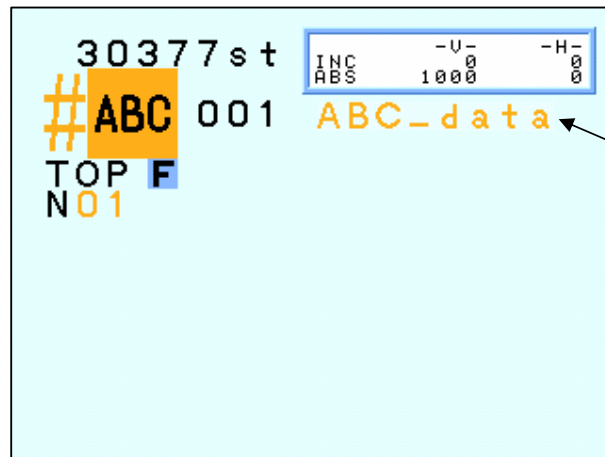 30377st
-V- -H-
INC 0 0
ABS 1000 0
#ABC 001 ABC_data
TOP F
N01